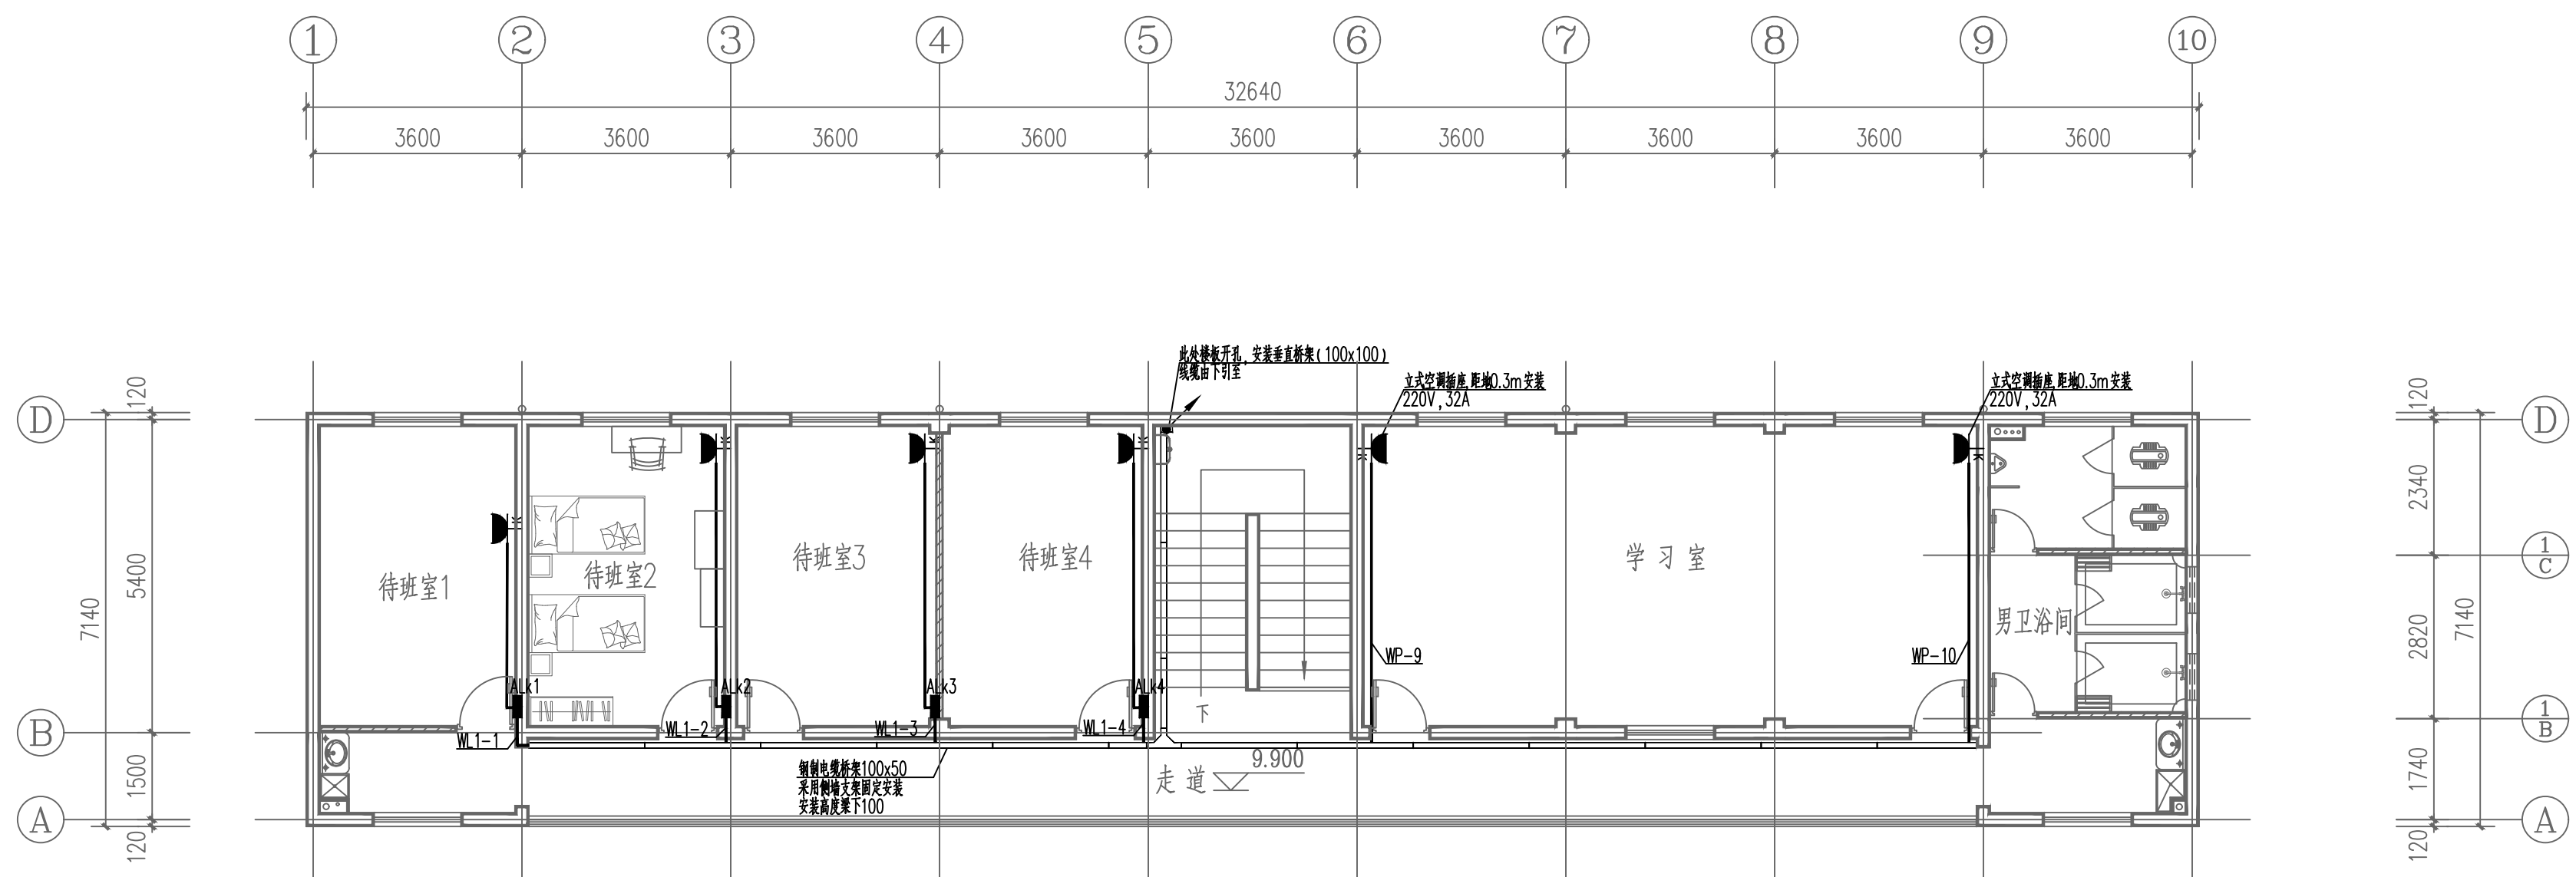 1 2 3 4 5 6 7 8 9 10
32640
3600 3600 3600 3600 3600 3600 3600 3600 3600
此处楼板开孔，安装垂直桥架(100x100)
线缆由下引至
立式空调插座,距地0.3m安装
220V,32A
立式空调插座,距地0.3m安装
220V,32A
D
120
5400
7140
B
1500
A
120
D
120
2340
1
C
2820
7140
1
B
1740
A
120
K K K K K K
待班室1
待班室2
待班室3
待班室4
学习室
男卫浴间
WP-9
WP-10
ALk1
ALk2
ALk3
ALk4
下
WL1-1
WL1-2
WL1-3
WL1-4
钢制电缆桥架100x50
采用侧墙支架固定安装
安装高度梁下100
走道
9.900